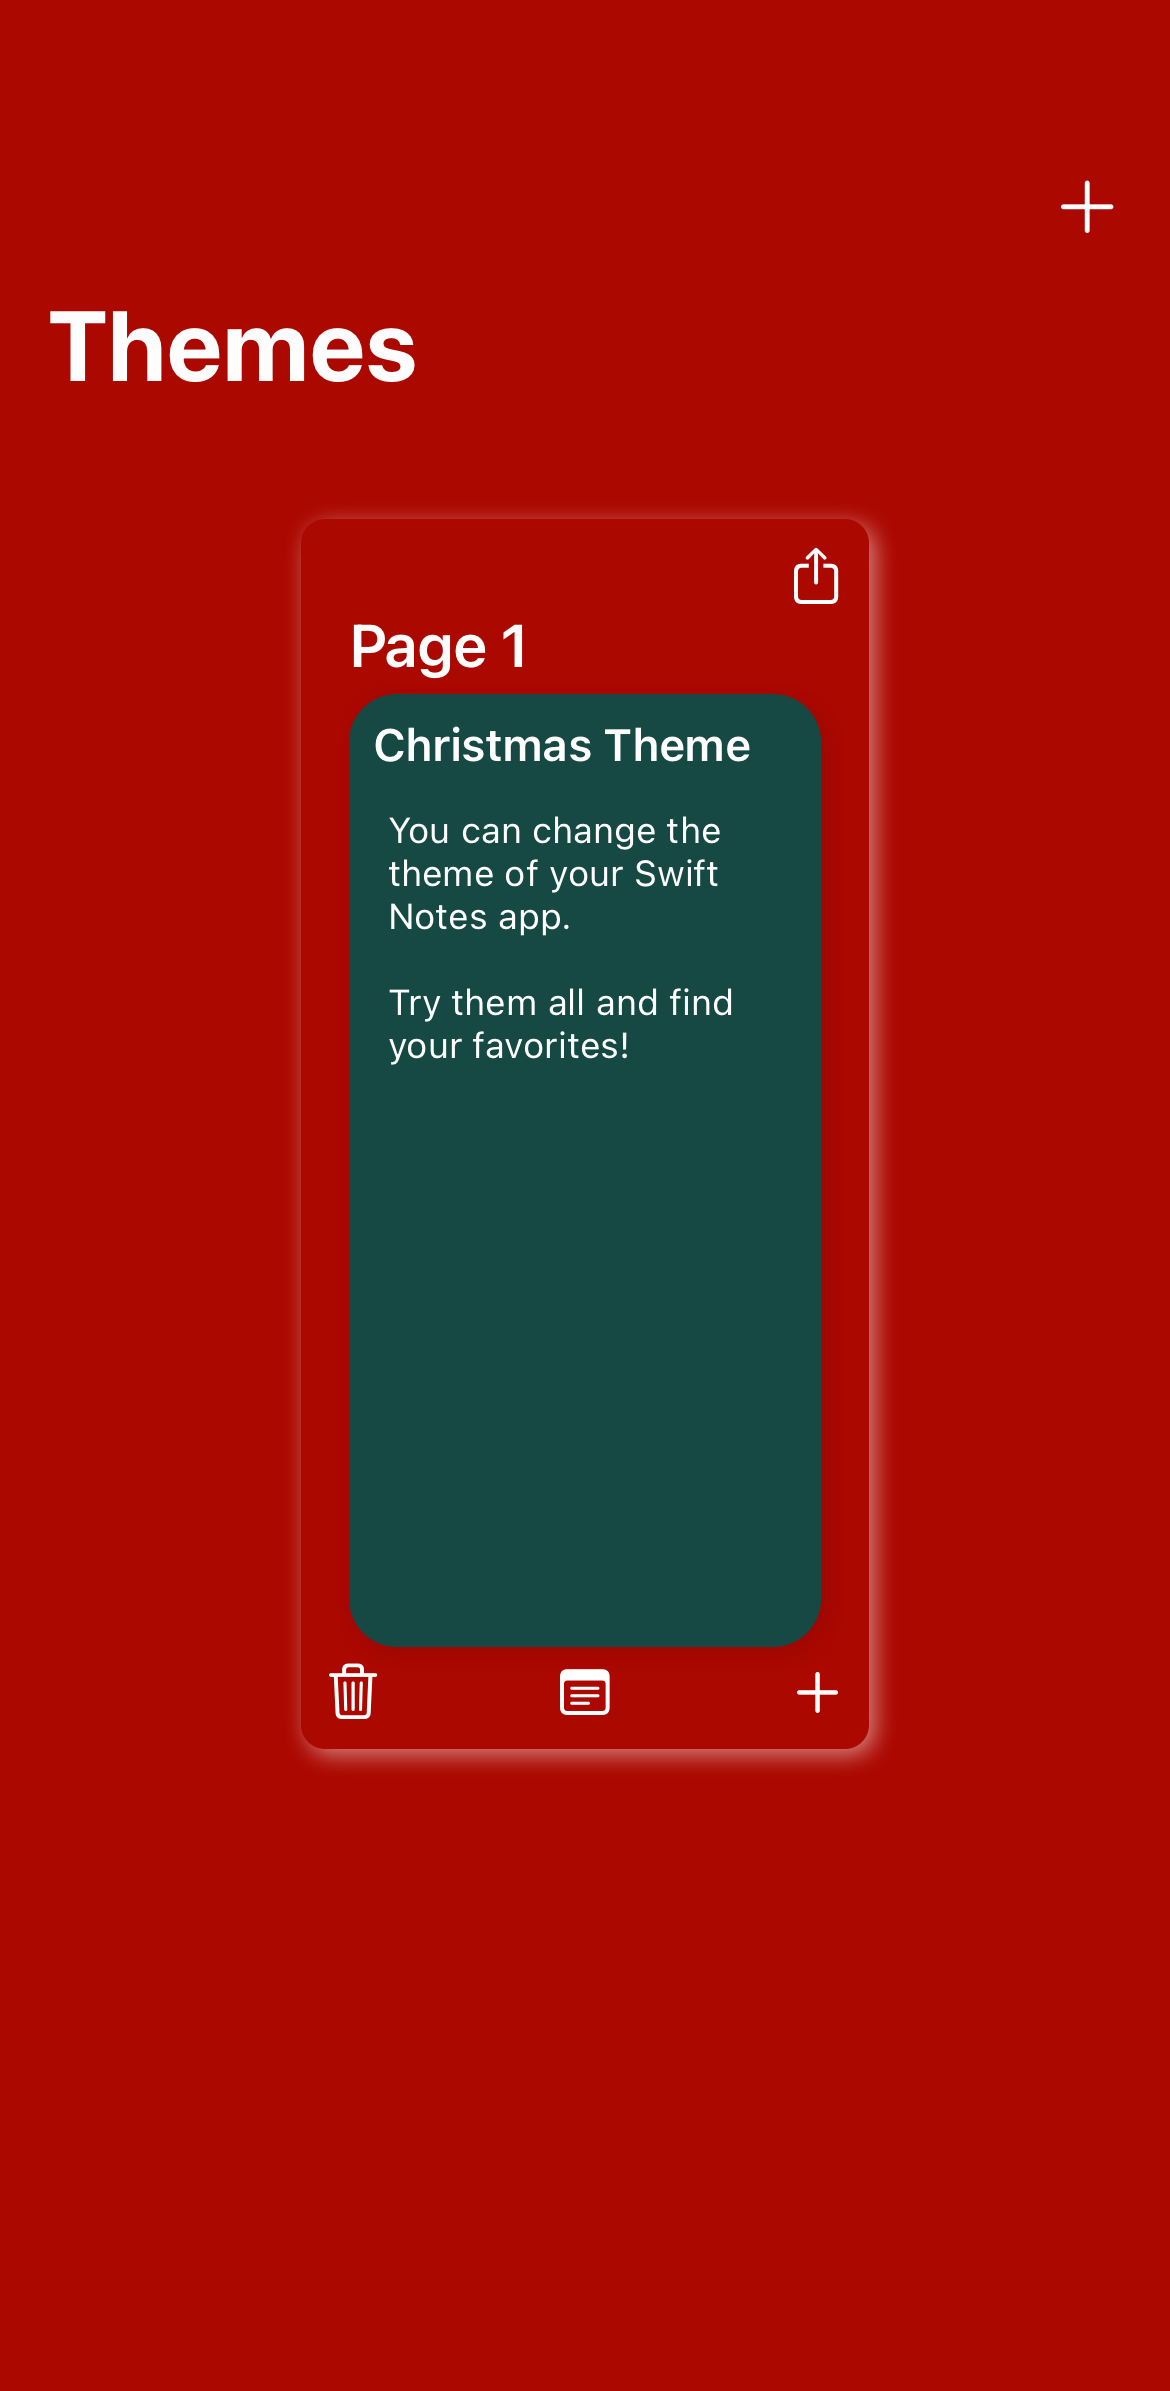 Themes
Page 1
Christmas Theme
You can change the
theme of your Swift
Notes app.
Try them all and find
your favorites!